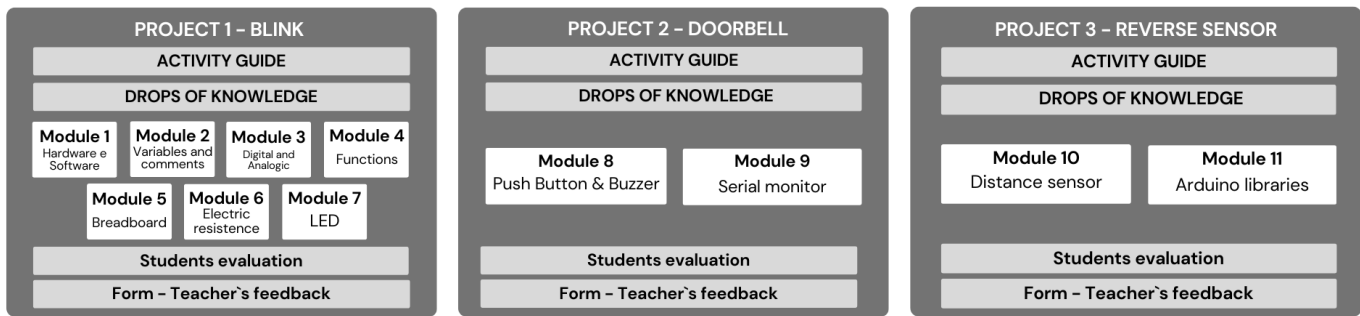 PROJECT 1 – BLINK
ACTIVITY GUIDE
DROPS OF KNOWLEDGE
Module 1
Hardware e
Software
Module 2
Variables and
comments
Module 3
Digital and
Analogic
Module 4
Functions
Module 5
Breadboard
Module 6
Electric
resistence
Module 7
LED
Students evaluation
Form – Teacher`s feedback
PROJECT 2 – DOORBELL
ACTIVITY GUIDE
DROPS OF KNOWLEDGE
Module 8
Push Button & Buzzer
Module 9
Serial monitor
Students evaluation
Form – Teacher`s feedback
PROJECT 3 – REVERSE SENSOR
ACTIVITY GUIDE
DROPS OF KNOWLEDGE
Module 10
Distance sensor
Module 11
Arduino libraries
Students evaluation
Form – Teacher`s feedback